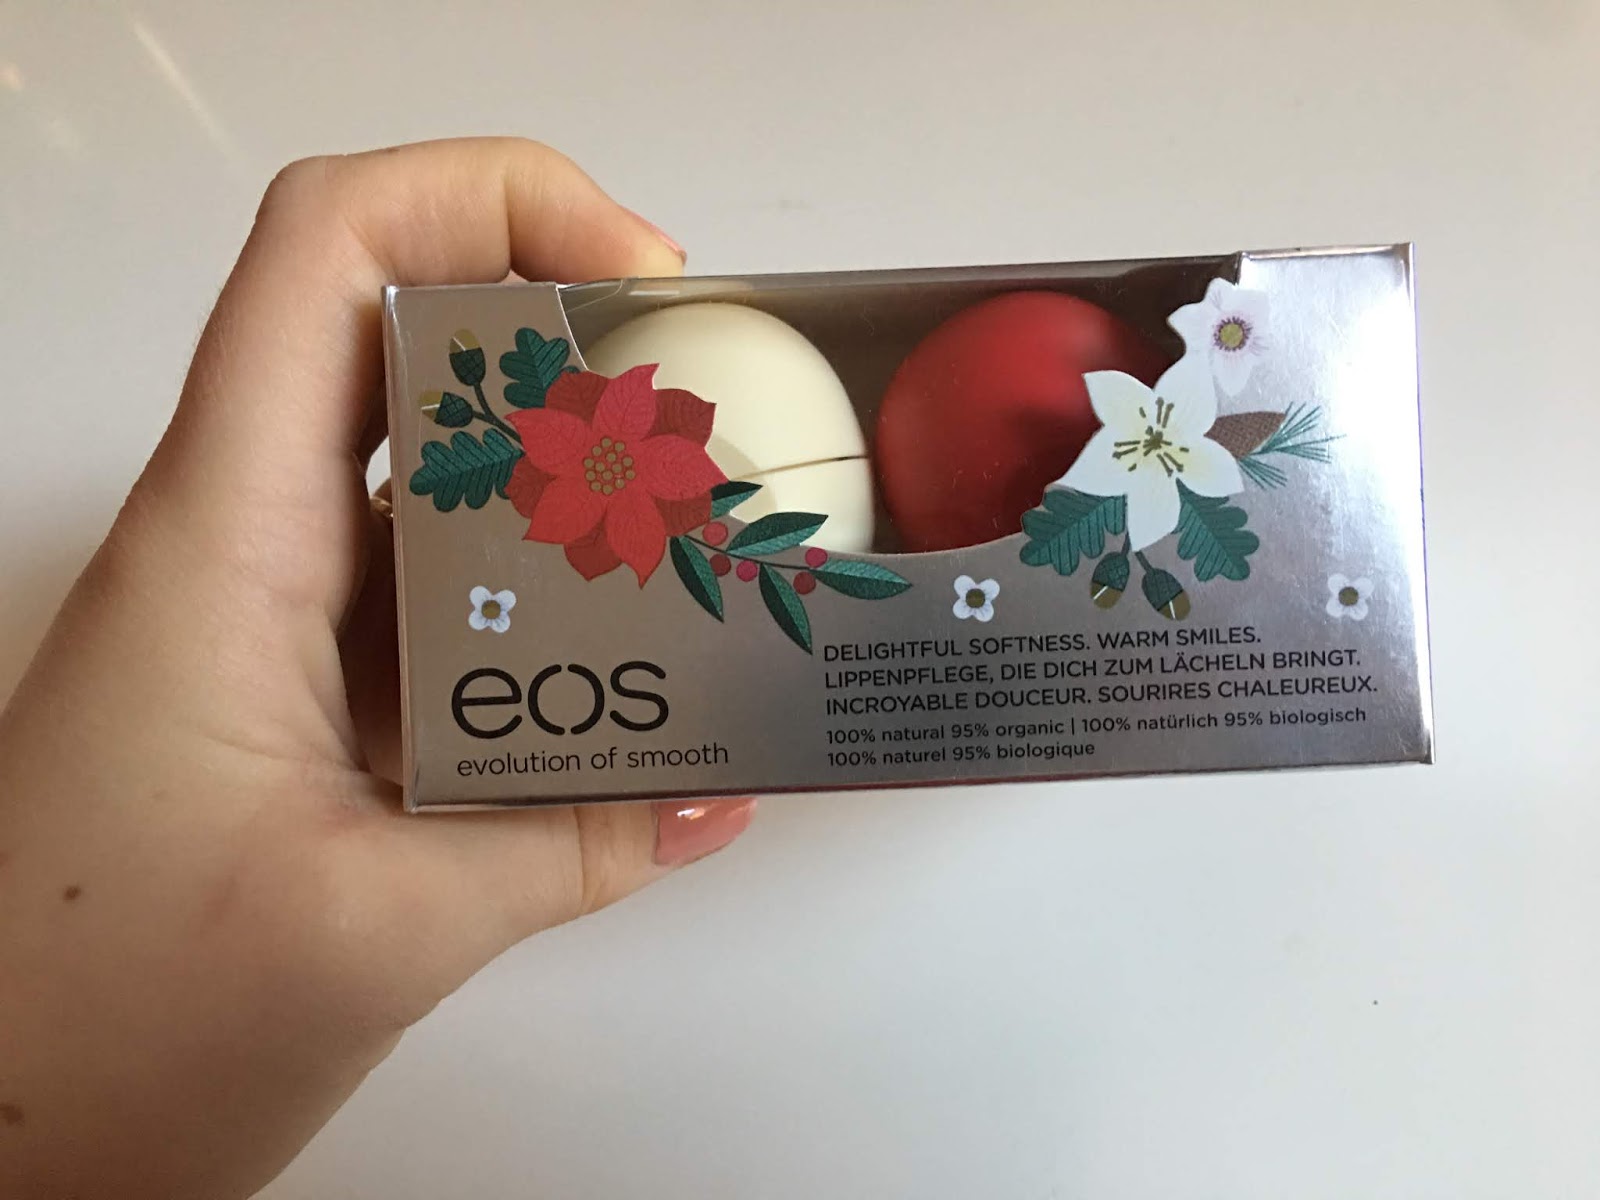 eos
evolution of smooth
DELIGHTFUL SOFTNESS. WARM SMILES.
LIPPENPFLEGE, DIE DICH ZUM LÄCHELN BRINGT.
INCROYABLE DOUCEUR. SOURIRES CHALEUREUX.
100% natural 95% organic | 100% natürlich 95% biologisch
100% naturel 95% biologique